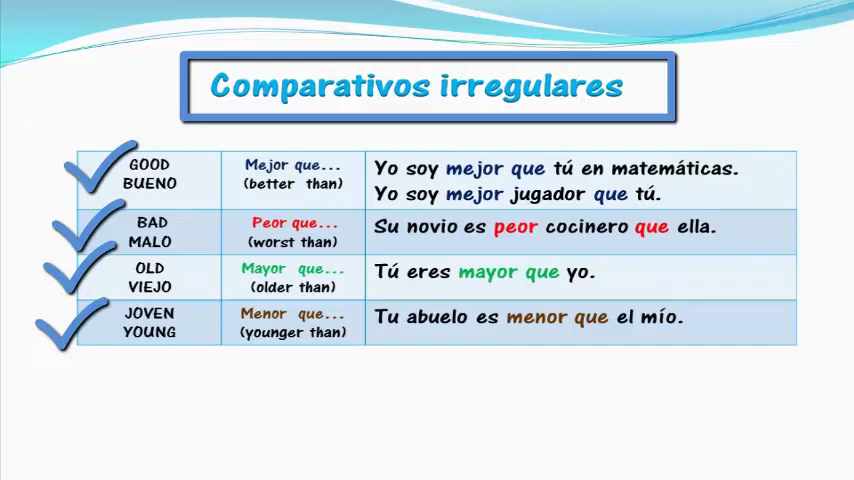 Comparativos irregulares
GOOD
BUENO
Mejor que...
(better than)
Yo soy mejor que tú en matemáticas.
Yo soy mejor jugador que tú.
BAD
MALO
Peor que...
(worst than)
Su novio es peor cocinero que ella.
OLD
VIEJO
Mayor que...
(older than)
Tú eres mayor que yo.
JOVEN
YOUNG
Menor que...
(younger than)
Tu abuelo es menor que el mío.